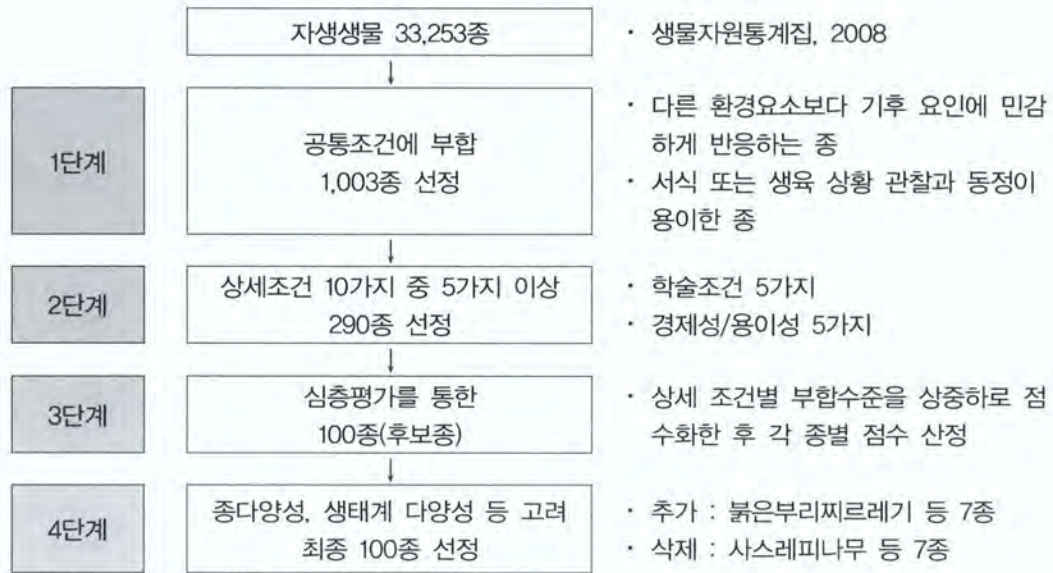 자생생물 33,253종
· 생물자원통계집, 2008
1단계
공통조건에 부합
1,003종 선정
· 다른 환경요소보다 기후 요인에 민감
하게 반응하는 종
· 서식 또는 생육 상황 관찰과 동정이
용이한 종
2단계
상세조건 10가지 중 5가지 이상
290종 선정
· 학술조건 5가지
· 경제성/용이성 5가지
3단계
심층평가를 통한
100종(후보종)
· 상세 조건별 부합수준을 상중하로 점
수화한 후 각 종별 점수 산정
4단계
종다양성, 생태계 다양성 등 고려
최종 100종 선정
· 추가 : 붉은부리찌르레기 등 7종
· 삭제 : 사스레피나무 등 7종